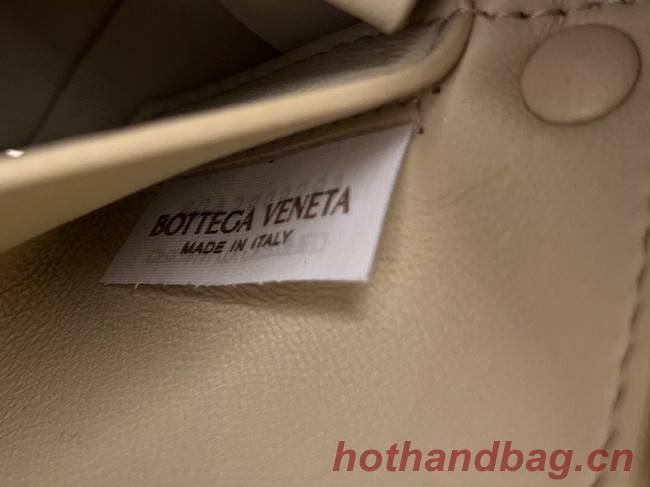 BOTTEGA VENETA
MADE IN ITALY
hothandbag.cn